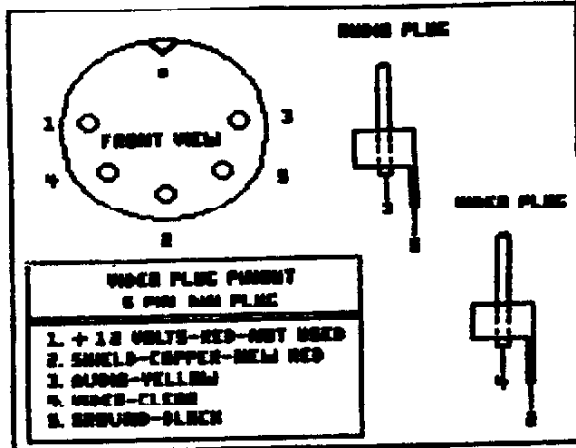 AUDIO PLUG
1
3
FRONT VIEW
4
5
2
VIDEO PLUG
VIDEO PLUG PINOUT
5 PIN DIN PLUG
1. + 12 VOLTS-RED-NOT USED
2. SHIELD-COPPER-NEW RED
3. AUDIO-YELLOW
4. VIDEO-CLEAR
5. GROUND-BLACK
3
4